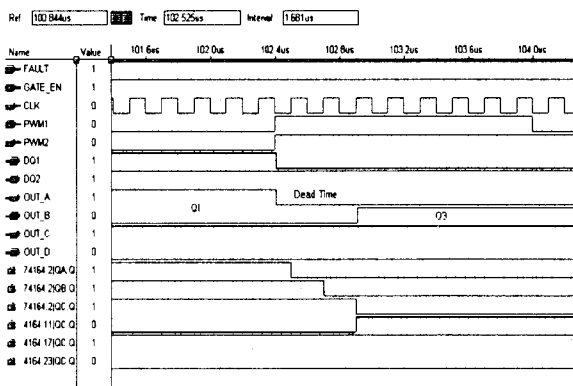 Ref 100.844us Time 102.525us Interval 1.681us
Name Value 101.6us 102.0us 102.4us 102.8us 103.2us 103.6us 104.0us
FAULT 1
GATE_EN 1
CLK 0
PWM1 0
PWM2 0
DQ1 1
DQ2 1
OUT_A 1 Dead Time
OUT_B 0 Q1 Q3
OUT_C 1
OUT_D 0
74164:2|QA.Q 1
74164:2|QB.Q 1
74164:2|QC.Q 1
4164:11|QC.Q 0
4164:17|QC.Q 1
4164:23|QC.Q 0